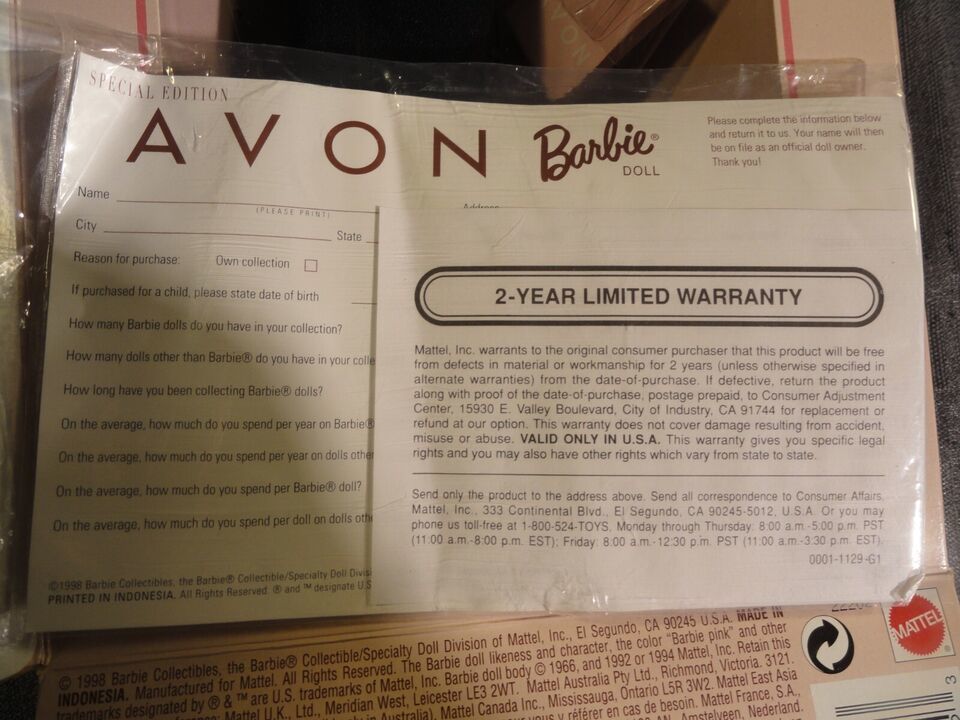 AVON
SPECIAL EDITION
AVON Barbie®
DOLL
Please complete the information below
and return it to us. Your name will then
be on file as an official doll owner.
Thank you!
Name
(PLEASE PRINT)
Address
City State
Reason for purchase: Own collection
If purchased for a child, please state date of birth
How many Barbie dolls do you have in your collection?
How many dolls other than Barbie® do you have in your colle
How long have you been collecting Barbie® dolls?
On the average, how much do you spend per year on Barbie®
On the average, how much do you spend per year on dolls other
On the average, how much do you spend per Barbie® doll?
On the average, how much do you spend per doll on dolls oth
©1998 Barbie Collectibles, the Barbie® Collectible/Specialty Doll Divis
PRINTED IN INDONESIA. All Rights Reserved. ® and ™ designate U.S
2-YEAR LIMITED WARRANTY
Mattel, Inc. warrants to the original consumer purchaser that this product will be free
from defects in material or workmanship for 2 years (unless otherwise specified in
alternate warranties) from the date-of-purchase. If defective, return the product
along with proof of the date-of-purchase, postage prepaid, to Consumer Adjustment
Center, 15930 E. Valley Boulevard, City of Industry, CA 91744 for replacement or
refund at our option. This warranty does not cover damage resulting from accident,
misuse or abuse. VALID ONLY IN U.S.A. This warranty gives you specific legal
rights and you may also have other rights which vary from state to state.
Send only the product to the address above. Send all correspondence to Consumer Affairs,
Mattel, Inc., 333 Continental Blvd., El Segundo, CA 90245-5012, U.S.A. Or you may
phone us toll-free at 1-800-524-TOYS, Monday through Thursday: 8:00 a.m.-5:00 p.m. PST
(11:00 a.m.-8:00 p.m. EST); Friday: 8:00 a.m.-12:30 p.m. PST (11:00 a.m.-3:30 p.m. EST).
0001-1129-G1
MATTEL
© 1998 Barbie Collectibles, the Barbie® Collectible/Specialty Doll Division of Mattel, Inc., El Segundo, CA 90245 U.S.A. MADE IN
INDONESIA. Manufactured for Mattel. All Rights Reserved. The Barbie doll likeness and character, the color "Barbie pink" and other
trademarks designated by ® & ™ are U.S. trademarks of Mattel, Inc. Barbie doll body © 1966, and 1992 or 1994 Mattel, Inc. Retain this
Mattel U.K., Ltd., Meridian West, Leicester LE3 2WT. Mattel Australia Pty Ltd., Richmond, Victoria. 3121.
in Australia). Mattel Canada Inc., Mississauga, Ontario L5R 3W2. Mattel East Asia
vous y référer en cas de besoin. Mattel France, S.A.,
Amstelveen, Nederland.
3